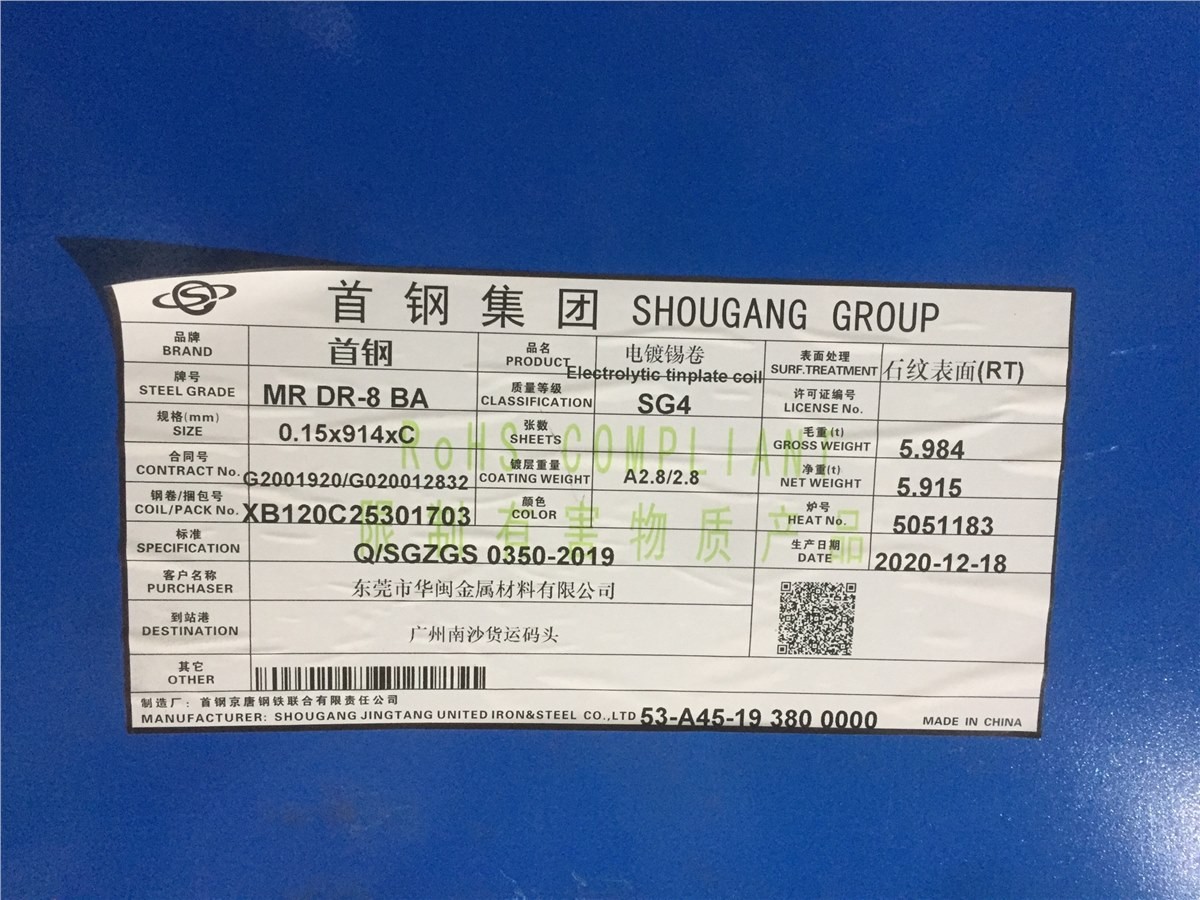 首钢集团 SHOUGANG GROUP
品牌 BRAND 首钢 品名 PRODUCT 电镀锡卷 Electrolytic tinplate coil 表面处理 SURF.TREATMENT 石纹表面(RT)
牌号 STEEL GRADE MR DR-8 BA 质量等级 CLASSIFICATION SG4 许可证编号 LICENSE No.
规格(mm) SIZE 0.15x914xC 张数 SHEETS 毛重(t) GROSS WEIGHT 5.984
RoHS COMPLIANT
合同号 CONTRACT No. G2001920/G020012832 镀层重量 COATING WEIGHT A2.8/2.8 净重(t) NET WEIGHT 5.915
钢卷/捆包号 COIL/PACK No. XB120C25301703 颜色 COLOR 炉号 HEAT No. 5051183
限制有害物质产品
标准 SPECIFICATION Q/SGZGS 0350-2019 生产日期 DATE 2020-12-18
客户名称 PURCHASER 东莞市华闽金属材料有限公司
到站港 DESTINATION 广州南沙货运码头
其它 OTHER
制造厂: 首钢京唐钢铁联合有限责任公司
MANUFACTURER: SHOUGANG JINGTANG UNITED IRON&STEEL CO.,LTD 53-A45-19 380 0000 MADE IN CHINA